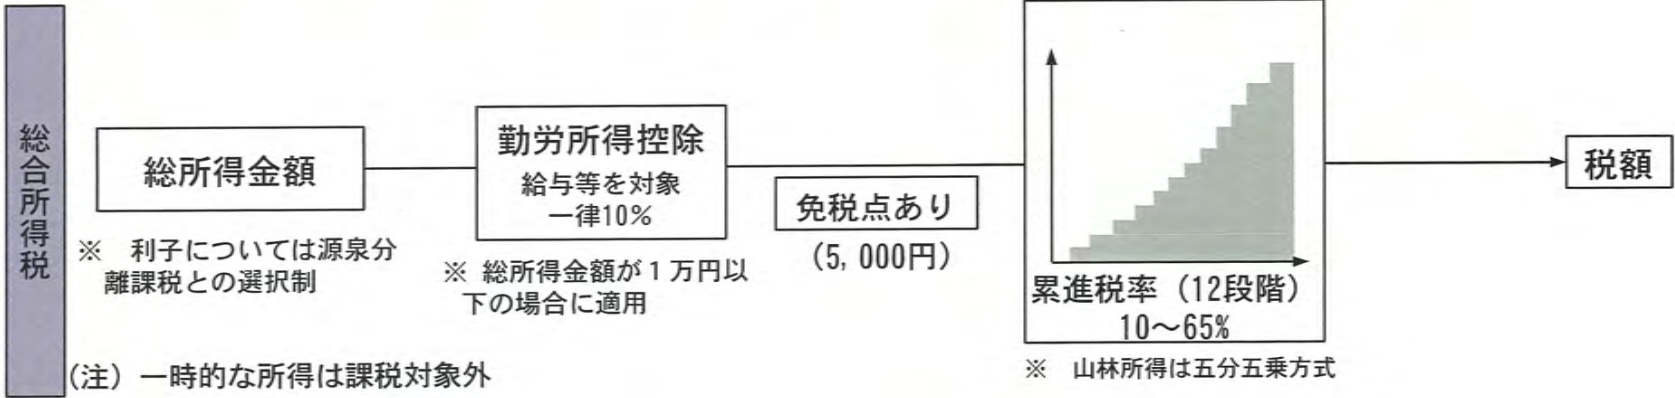 総合所得税
総所得金額
※　利子については源泉分
離課税との選択制
勤労所得控除
給与等を対象
一律10%
※ 総所得金額が１万円以
下の場合に適用
免税点あり
（5,000円）
累進税率（12段階）
10～65%
※　山林所得は五分五乗方式
税額
（注）一時的な所得は課税対象外